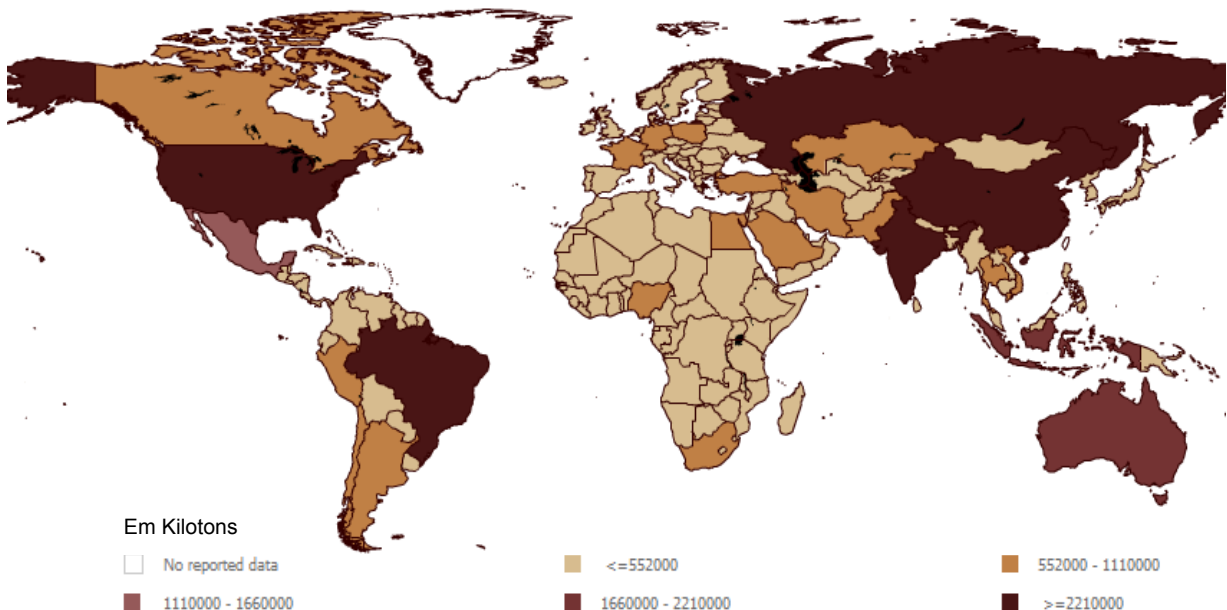 Em Kilotons
No reported data
<=552000
552000 - 1110000
1110000 - 1660000
1660000 - 2210000
>=2210000